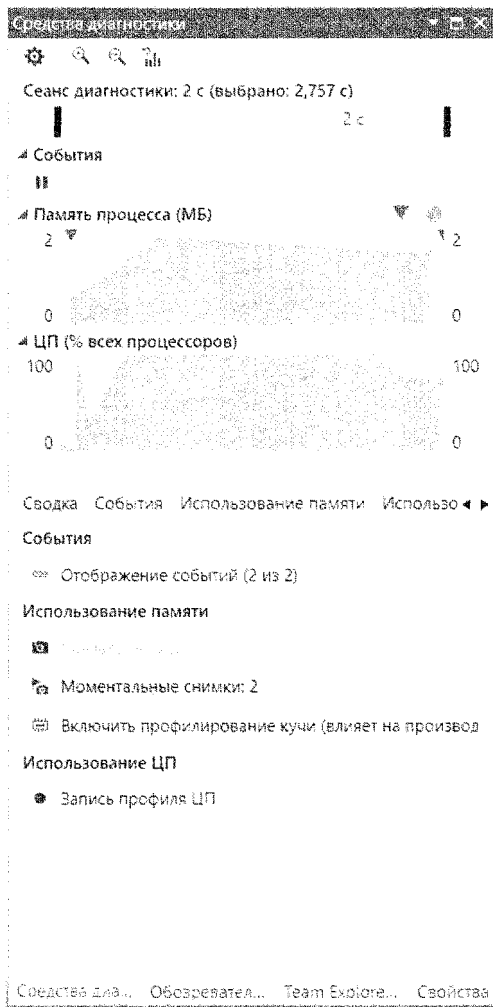 Средства диагностики
Сеанс диагностики: 2 с (выбрано: 2,757 с)
2 с
События
Память процесса (МБ)
2 2
0 0
ЦП (% всех процессоров)
100 100
0 0
Сводка События Использование памяти Использо
События
Отображение событий (2 из 2)
Использование памяти
Моментальные снимки: 2
Включить профилирование кучи (влияет на производ
Использование ЦП
Запись профиля ЦП
Средства диа... Обозревател... Team Explore... Свойства